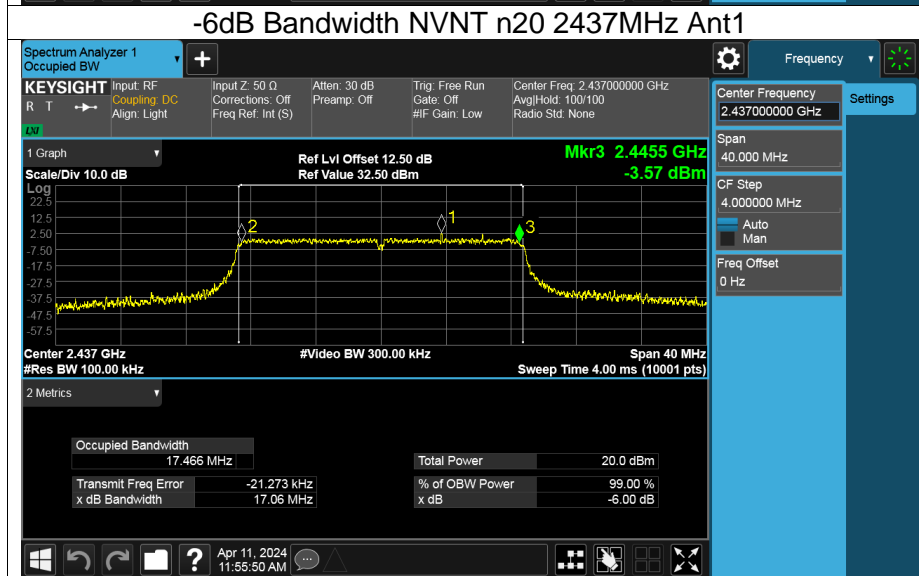 -6dB Bandwidth NVNT n20 2437MHz Ant1
Spectrum Analyzer 1
Occupied BW
+
Frequency
KEYSIGHT
R T
LXI
Input: RF
Coupling: DC
Align: Light
Input Z: 50 Ω
Corrections: Off
Freq Ref: Int (S)
Atten: 30 dB
Preamp: Off
Trig: Free Run
Gate: Off
#IF Gain: Low
Center Freq: 2.437000000 GHz
Avg|Hold: 100/100
Radio Std: None
Center Frequency
2.437000000 GHz
Settings
Span
40.000 MHz
CF Step
4.000000 MHz
Auto
Man
Freq Offset
0 Hz
1 Graph
Scale/Div 10.0 dB
Ref Lvl Offset 12.50 dB
Ref Value 32.50 dBm
Mkr3 2.4455 GHz
-3.57 dBm
Log
22.5
12.5
2.50
-7.50
-17.5
-27.5
-37.5
-47.5
-57.5
2
1
3
Center 2.437 GHz
#Res BW 100.00 kHz
#Video BW 300.00 kHz
Span 40 MHz
Sweep Time 4.00 ms (10001 pts)
2 Metrics
Occupied Bandwidth
17.466 MHz
Total Power 20.0 dBm
Transmit Freq Error -21.273 kHz
% of OBW Power 99.00 %
x dB Bandwidth 17.06 MHz
x dB -6.00 dB
?
Apr 11, 2024
11:55:50 AM